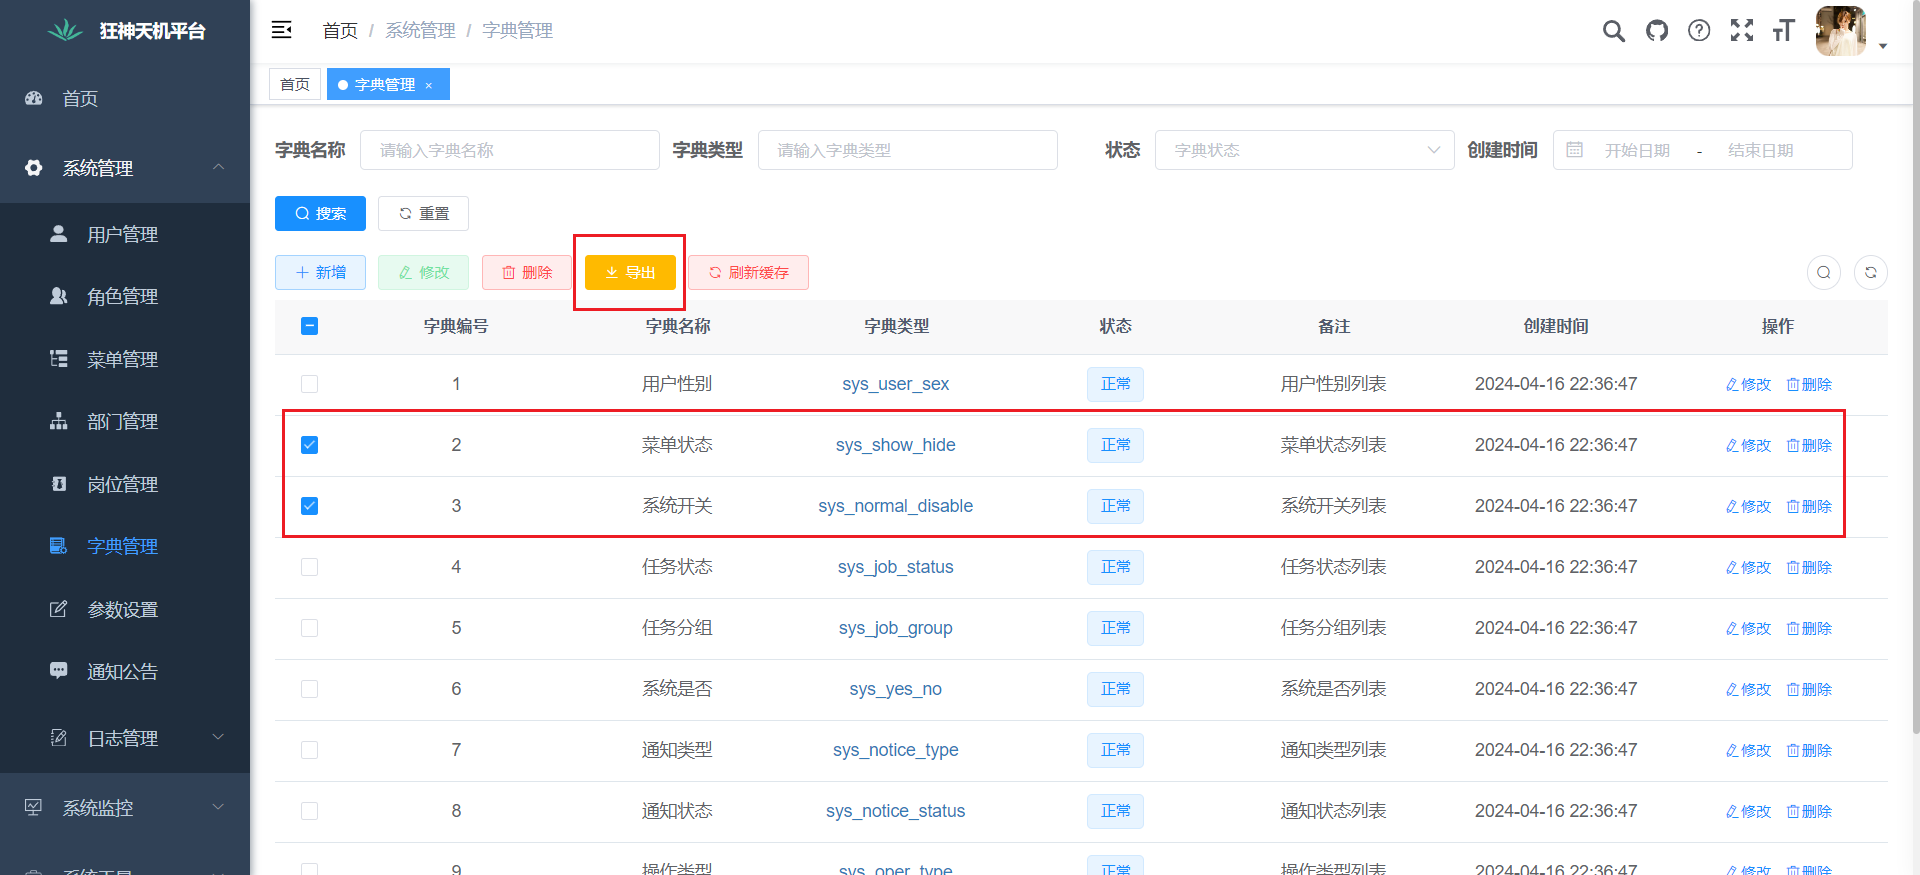 狂神天机平台
首页
系统管理
用户管理
角色管理
菜单管理
部门管理
岗位管理
字典管理
参数设置
通知公告
日志管理
系统监控
系统工具
首页 / 系统管理 / 字典管理
首页
字典管理 ×
字典名称 请输入字典名称 字典类型 请输入字典类型 状态 字典状态 创建时间 开始日期 - 结束日期
搜索 重置
新增 修改 删除 导出 刷新缓存
字典编号 字典名称 字典类型 状态 备注 创建时间 操作
1 用户性别 sys_user_sex 正常 用户性别列表 2024-04-16 22:36:47 修改 删除
2 菜单状态 sys_show_hide 正常 菜单状态列表 2024-04-16 22:36:47 修改 删除
3 系统开关 sys_normal_disable 正常 系统开关列表 2024-04-16 22:36:47 修改 删除
4 任务状态 sys_job_status 正常 任务状态列表 2024-04-16 22:36:47 修改 删除
5 任务分组 sys_job_group 正常 任务分组列表 2024-04-16 22:36:47 修改 删除
6 系统是否 sys_yes_no 正常 系统是否列表 2024-04-16 22:36:47 修改 删除
7 通知类型 sys_notice_type 正常 通知类型列表 2024-04-16 22:36:47 修改 删除
8 通知状态 sys_notice_status 正常 通知状态列表 2024-04-16 22:36:47 修改 删除
9 操作类型 sys_oper_type 正常 操作类型列表 2024-04-16 22:36:47 修改 删除